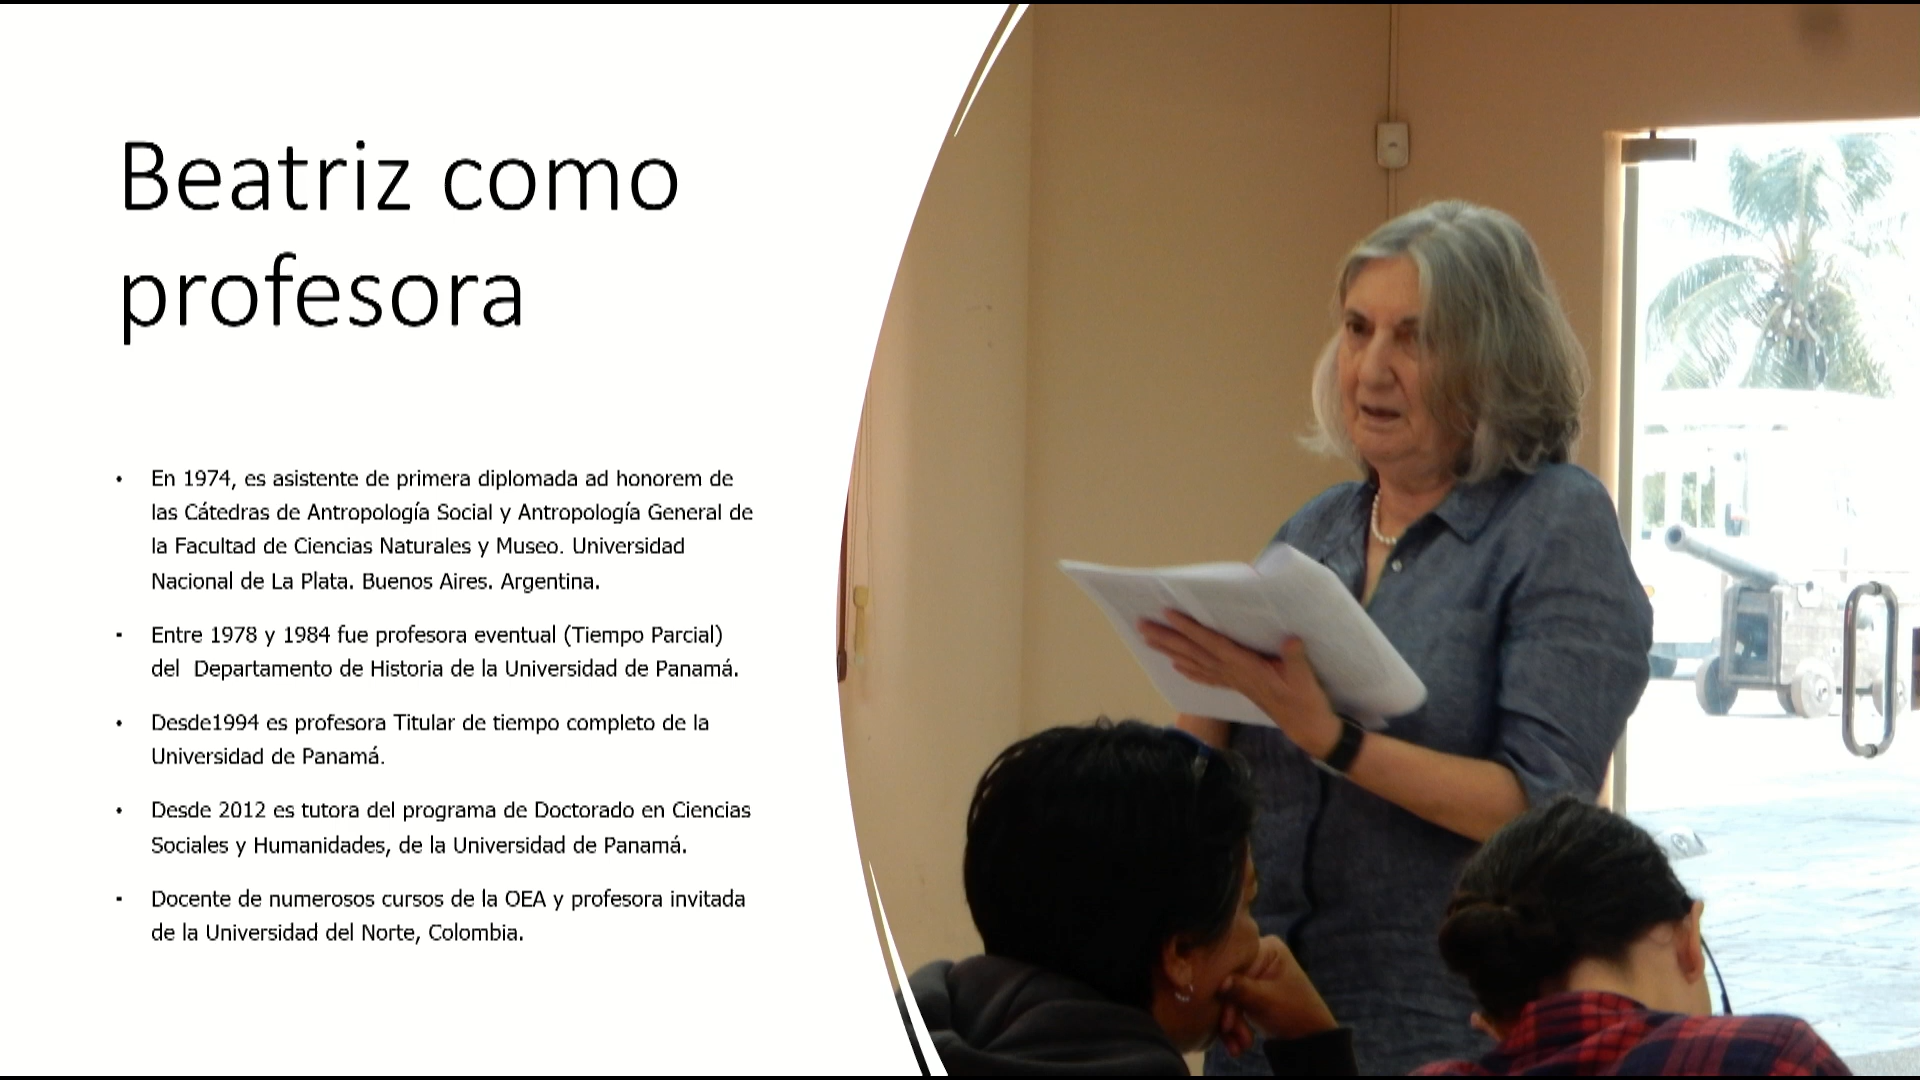 Beatriz como
profesora
• En 1974, es asistente de primera diplomada ad honorem de
las Cátedras de Antropología Social y Antropología General de
la Facultad de Ciencias Naturales y Museo. Universidad
Nacional de La Plata. Buenos Aires. Argentina.
▪ Entre 1978 y 1984 fue profesora eventual (Tiempo Parcial)
del  Departamento de Historia de la Universidad de Panamá.
• Desde1994 es profesora Titular de tiempo completo de la
Universidad de Panamá.
• Desde 2012 es tutora del programa de Doctorado en Ciencias
Sociales y Humanidades, de la Universidad de Panamá.
▪ Docente de numerosos cursos de la OEA y profesora invitada
de la Universidad del Norte, Colombia.